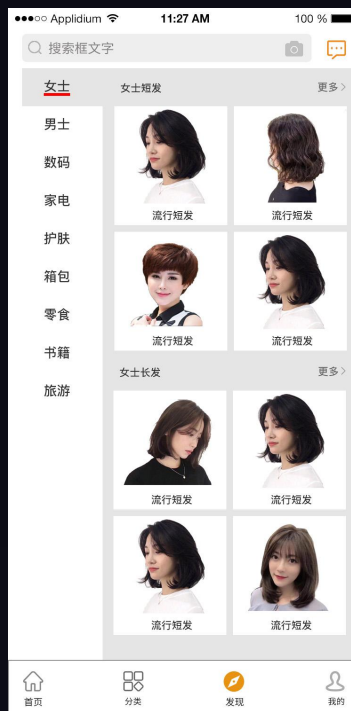 Applidium 11:27 AM 100 %
搜索框文字
女士
男士
数码
家电
护肤
箱包
零食
书籍
旅游
女士短发 更多
流行短发 流行短发
流行短发 流行短发
女士长发 更多
流行短发 流行短发
流行短发 流行短发
首页 分类 发现 我的